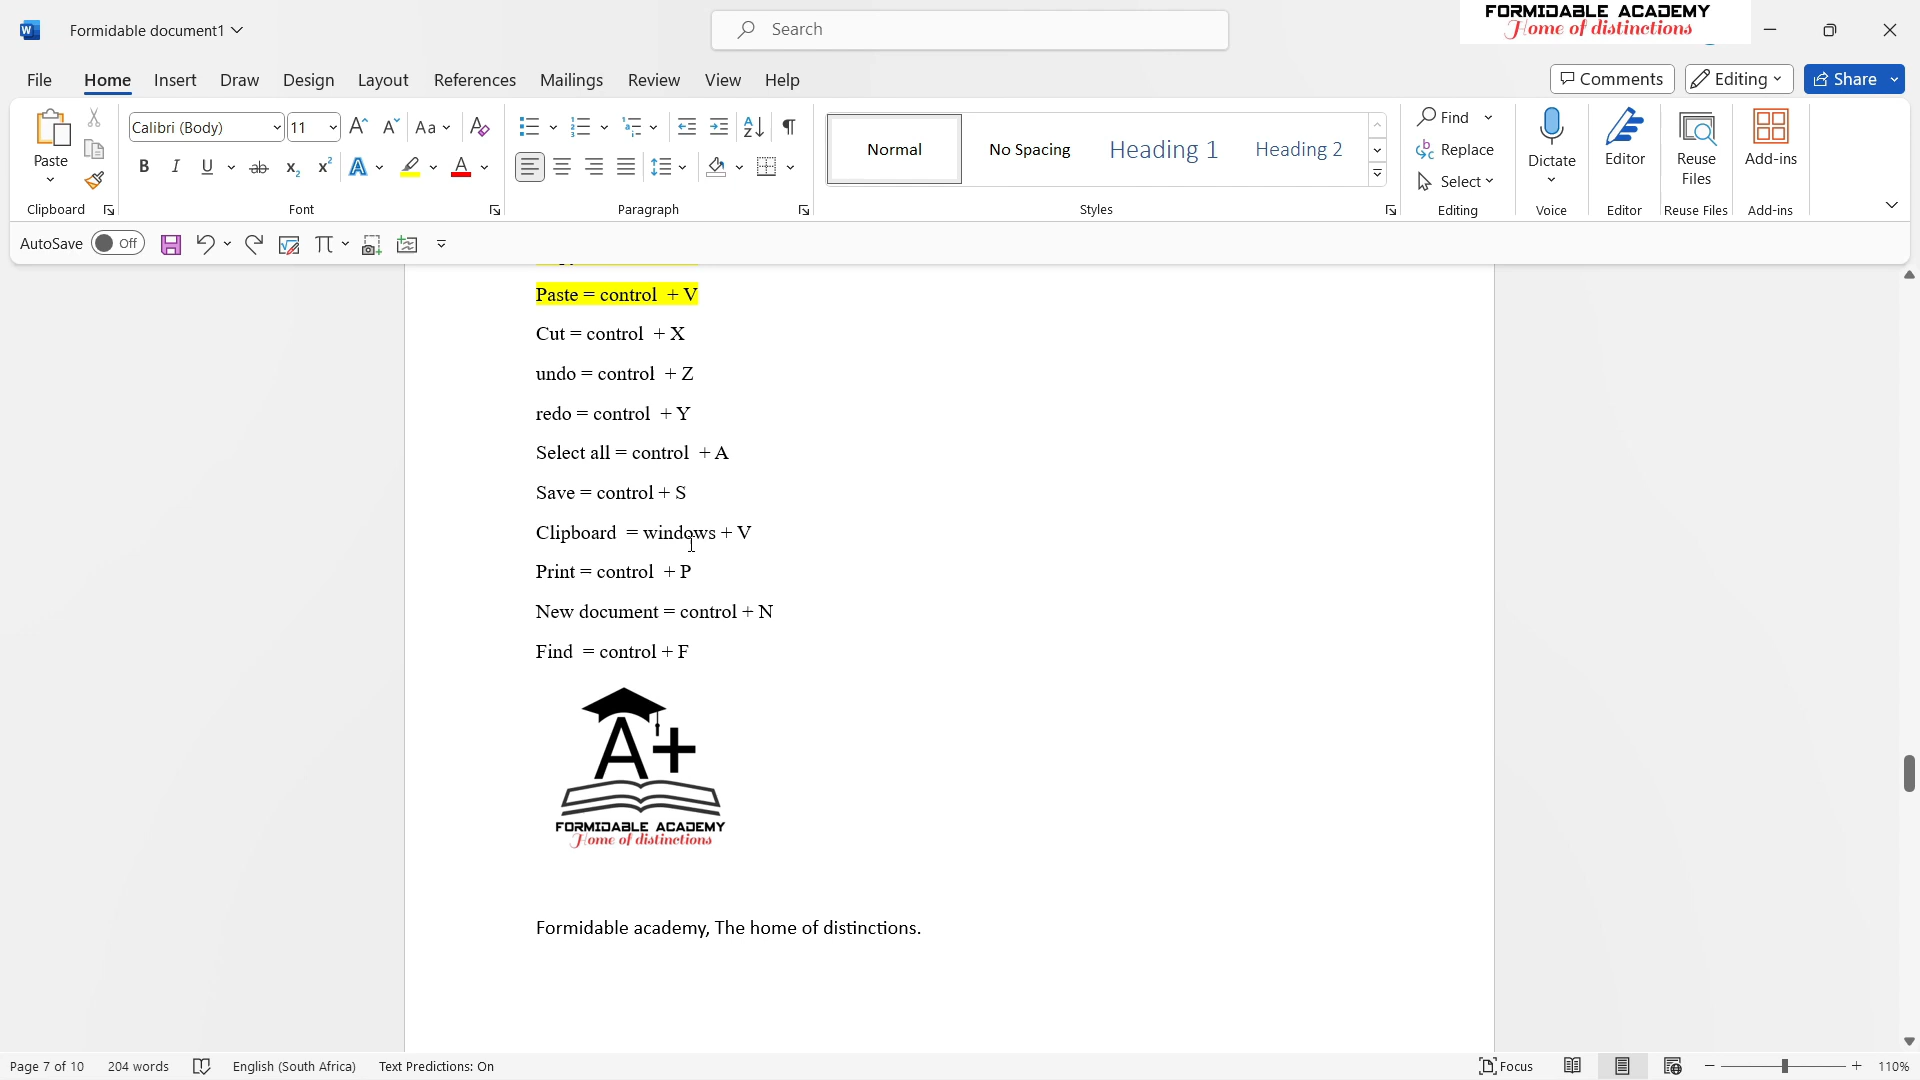 Formidable document1
Search
FORMIDABLE ACADEMY
Home of distinctions
File Home Insert Draw Design Layout References Mailings Review View Help
Comments Editing Share
Paste
Calibri (Body) 11 Aa
B I U ab x₂ x² A A
Normal No Spacing Heading 1 Heading 2
Find
Replace
Select
Dictate
Editor
Reuse Files
Add-ins
Clipboard Font Paragraph Styles Editing Voice Editor Reuse Files Add-ins
AutoSave Off
Paste = control + V
Cut = control + X
undo = control + Z
redo = control + Y
Select all = control + A
Save = control + S
Clipboard = windows + V
Print = control + P
New document = control + N
Find = control + F
A+
FORMIDABLE ACADEMY
Home of distinctions
Formidable academy, The home of distinctions.
Page 7 of 10 204 words English (South Africa) Text Predictions: On Focus 110%